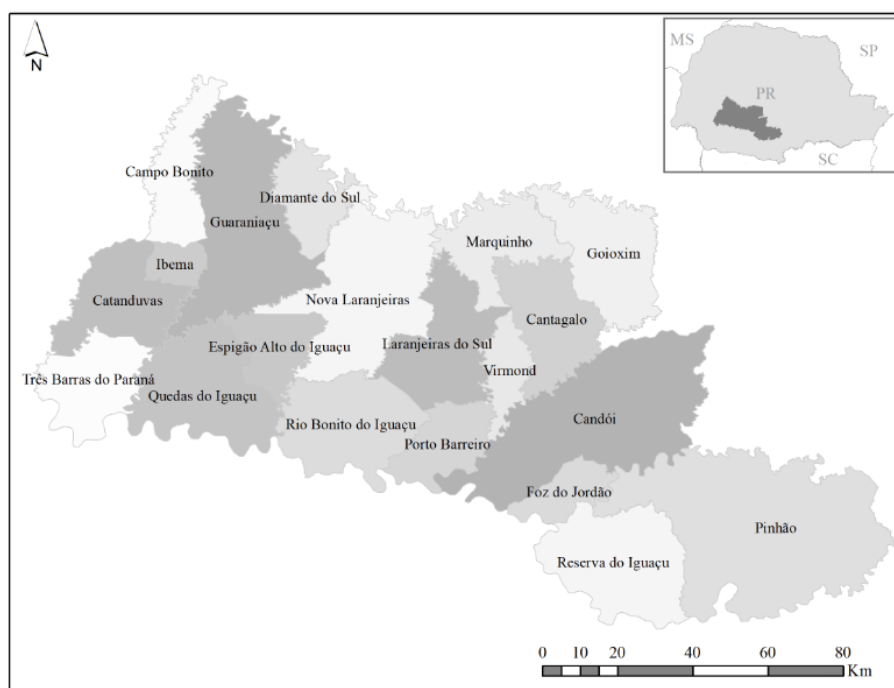 N
MS
SP
PR
SC
Campo Bonito
Diamante do Sul
Guaraniaçu
Marquinho
Goioxim
Ibema
Catanduvas
Nova Laranjeiras
Cantagalo
Espigão Alto do Iguaçu
Laranjeiras do Sul
Virmond
Três Barras do Paraná
Quedas do Iguaçu
Candói
Rio Bonito do Iguaçu
Porto Barreiro
Foz do Jordão
Pinhão
Reserva do Iguaçu
0 10 20 40 60 80
Km